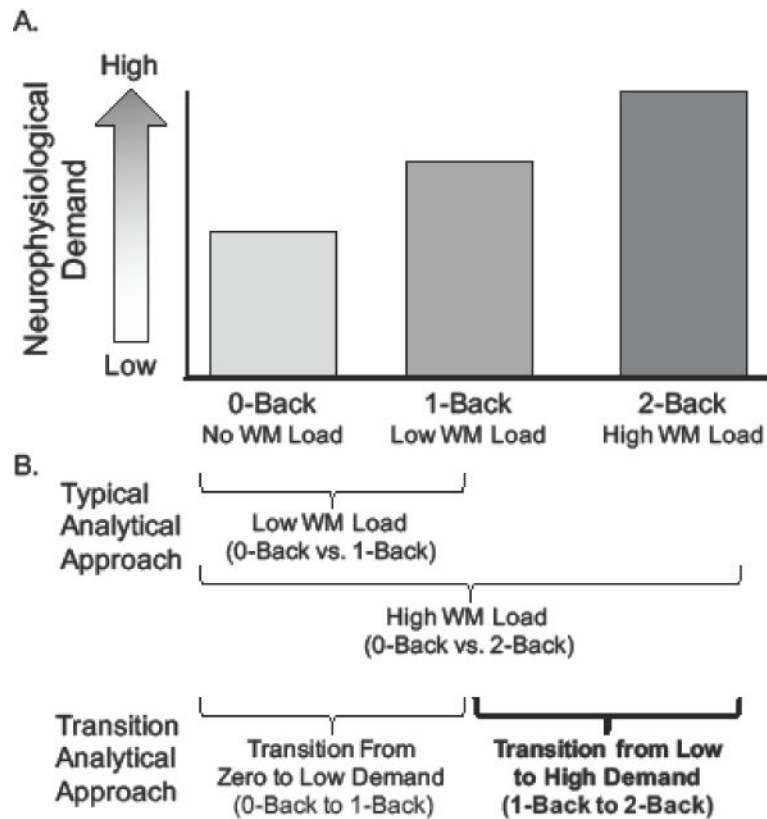 A.
High
Neurophysiological
Demand
Low
0-Back
No WM Load
1-Back
Low WM Load
2-Back
High WM Load
B.
Typical
Analytical
Approach
Low WM Load
(0-Back vs. 1-Back)
High WM Load
(0-Back vs. 2-Back)
Transition
Analytical
Approach
Transition From
Zero to Low Demand
(0-Back to 1-Back)
Transition from Low
to High Demand
(1-Back to 2-Back)